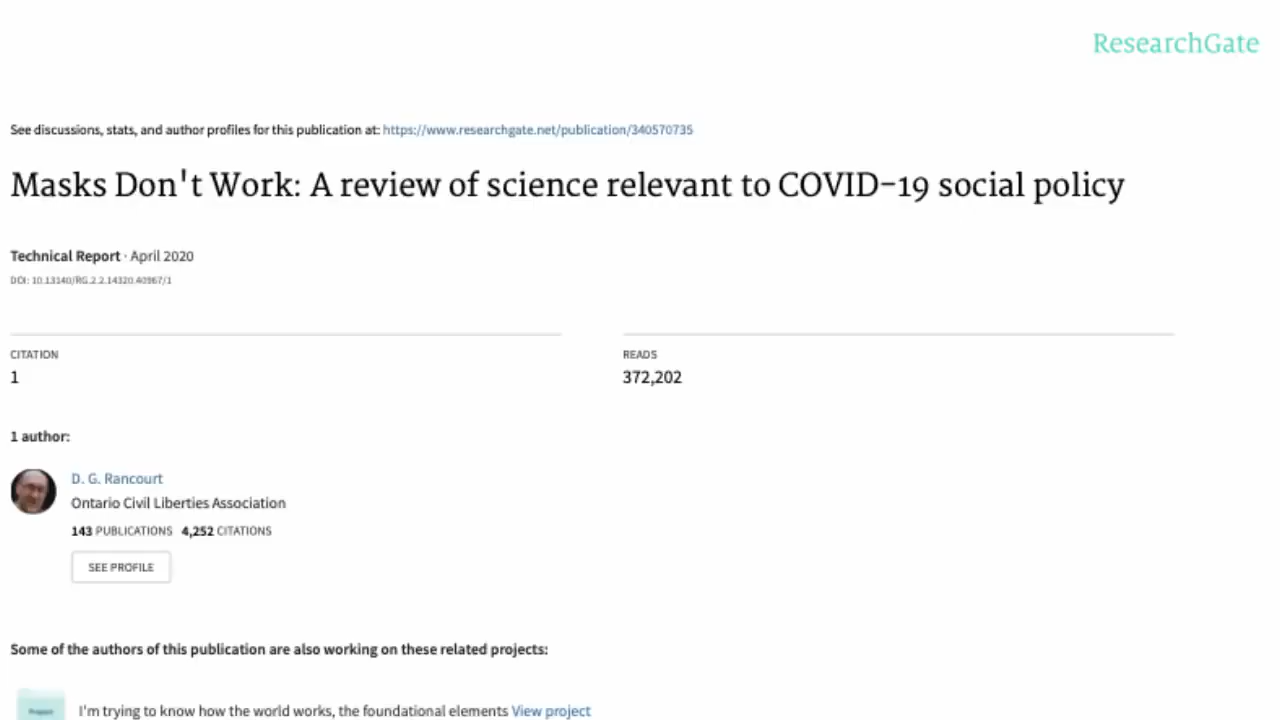 ResearchGate
See discussions, stats, and author profiles for this publication at: https://www.researchgate.net/publication/340570735
Masks Don't Work: A review of science relevant to COVID-19 social policy
Technical Report · April 2020
DOI: 10.13140/RG.2.2.14320.40967/1
CITATION
1
READS
372,202
1 author:
D. G. Rancourt
Ontario Civil Liberties Association
143 PUBLICATIONS 4,252 CITATIONS
SEE PROFILE
Some of the authors of this publication are also working on these related projects:
I'm trying to know how the world works, the foundational elements View project